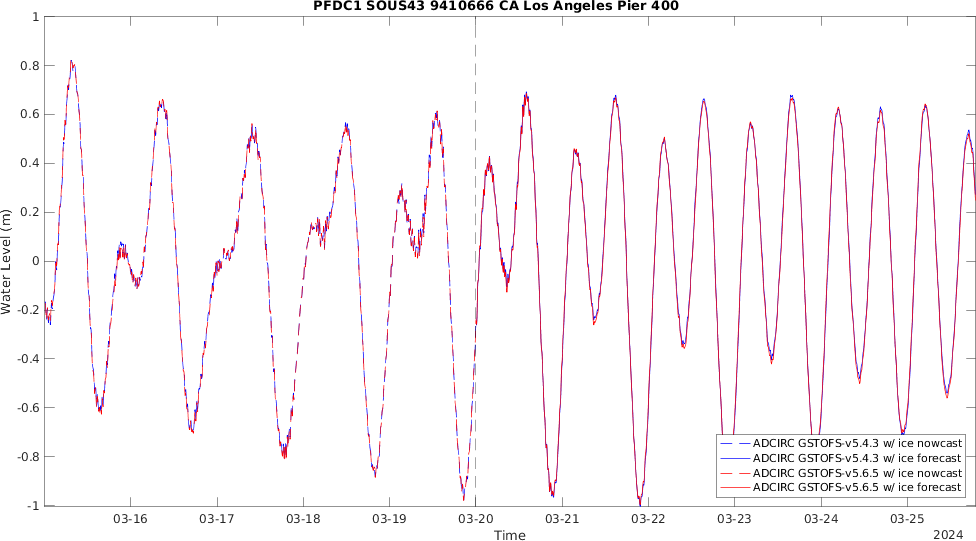 PFDC1 SOUS43 9410666 CA Los Angeles Pier 400
1
0.8
0.6
0.4
0.2
0
-0.2
-0.4
-0.6
-0.8
-1
Water Level (m)
03-16 03-17 03-18 03-19 03-20 03-21 03-22 03-23 03-24 03-25
Time
2024
ADCIRC GSTOFS-v5.4.3 w/ ice nowcast
ADCIRC GSTOFS-v5.4.3 w/ ice forecast
ADCIRC GSTOFS-v5.6.5 w/ ice nowcast
ADCIRC GSTOFS-v5.6.5 w/ ice forecast